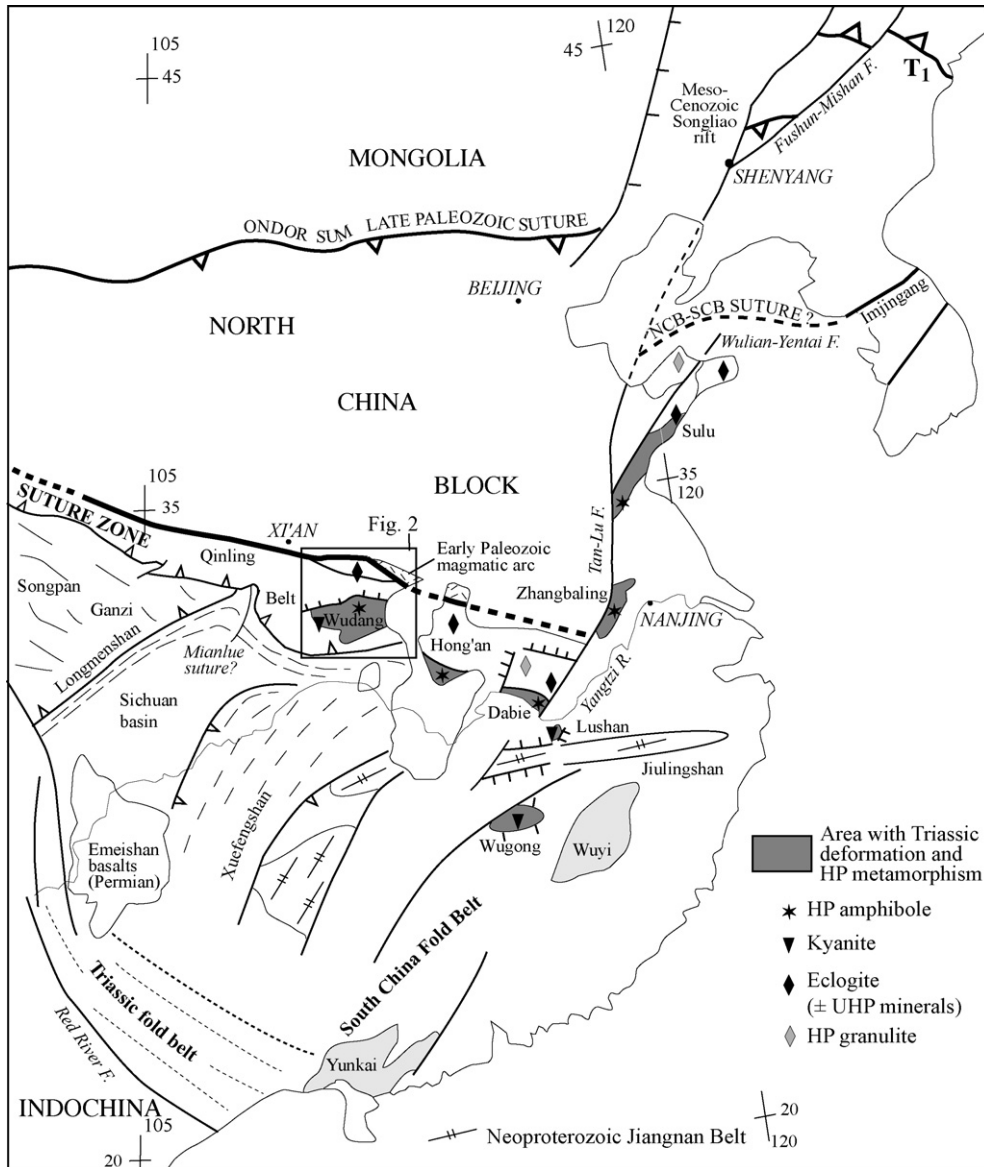 105
45
120
45
T1
Meso-
Cenozoic
Songliao
rift
Fushun-Mishan F.
SHENYANG
MONGOLIA
ONDOR SUM LATE PALEOZOIC SUTURE
BEIJING
NORTH
NCB-SCB SUTURE ?
Imjingang
Wulian-Yentai F.
CHINA
Sulu
35
120
105
35
BLOCK
SUTURE ZONE
XI'AN
Fig. 2
Tan-Lu F.
Qinling
Early Paleozoic
magmatic arc
Songpan
Ganzi
Belt
Wudang
Zhangbaling
NANJING
Hong'an
Longmenshan
Mianlue
suture?
Yangtzi R.
Sichuan
basin
Dabie
Lushan
Jiulingshan
Xuefengshan
Wugong
Wuyi
Emeishan
basalts
(Permian)
Area with Triassic
deformation and
HP metamorphism
HP amphibole
Kyanite
Eclogite
(± UHP minerals)
HP granulite
South China Fold Belt
Triassic fold belt
Red River F.
Yunkai
INDOCHINA
105
20
Neoproterozoic Jiangnan Belt
20
120